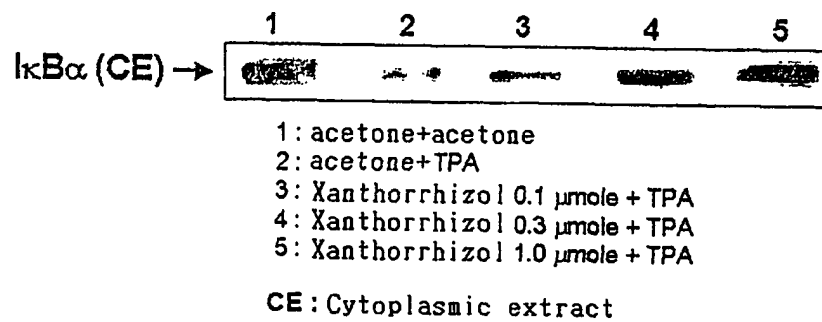 1 2 3 4 5
IκBα (CE) →
1: acetone+acetone
2: acetone+TPA
3: Xanthorrhizol 0.1 μmole + TPA
4: Xanthorrhizol 0.3 μmole + TPA
5: Xanthorrhizol 1.0 μmole + TPA
CE : Cytoplasmic extract